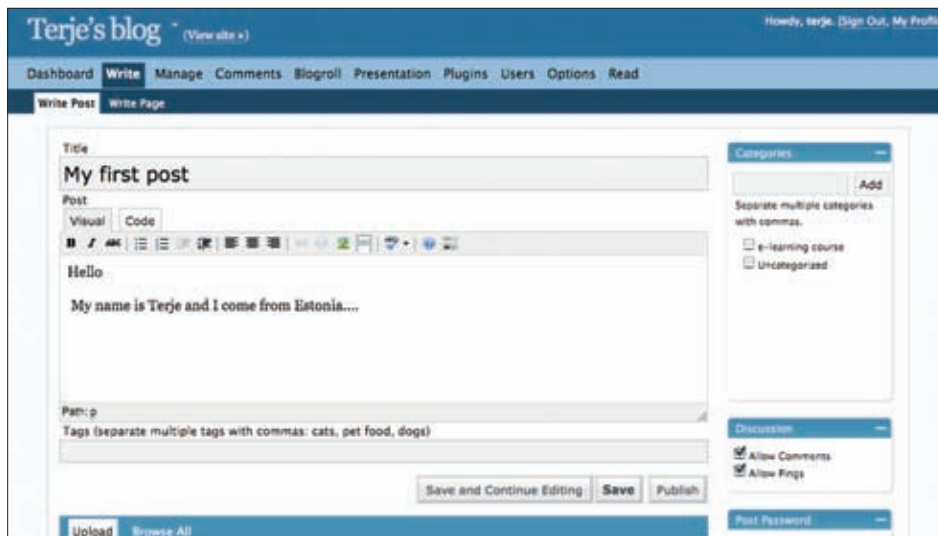 Terje's blog (View site »)
Howdy, terje. [Sign Out, My Profile
Dashboard Write Manage Comments Blogroll Presentation Plugins Users Options Read
Write Post Write Page
Title
My first post
Post
Visual Code
B I ABC
Hello
My name is Terje and I come from Estonia....
Path: p
Tags (separate multiple tags with commas: cats, pet food, dogs)
Save and Continue Editing Save Publish
Upload Browse All
Categories
Add
Separate multiple categories
with commas.
e-learning course
Uncategorized
Discussion
Allow Comments
Allow Pings
Post Password